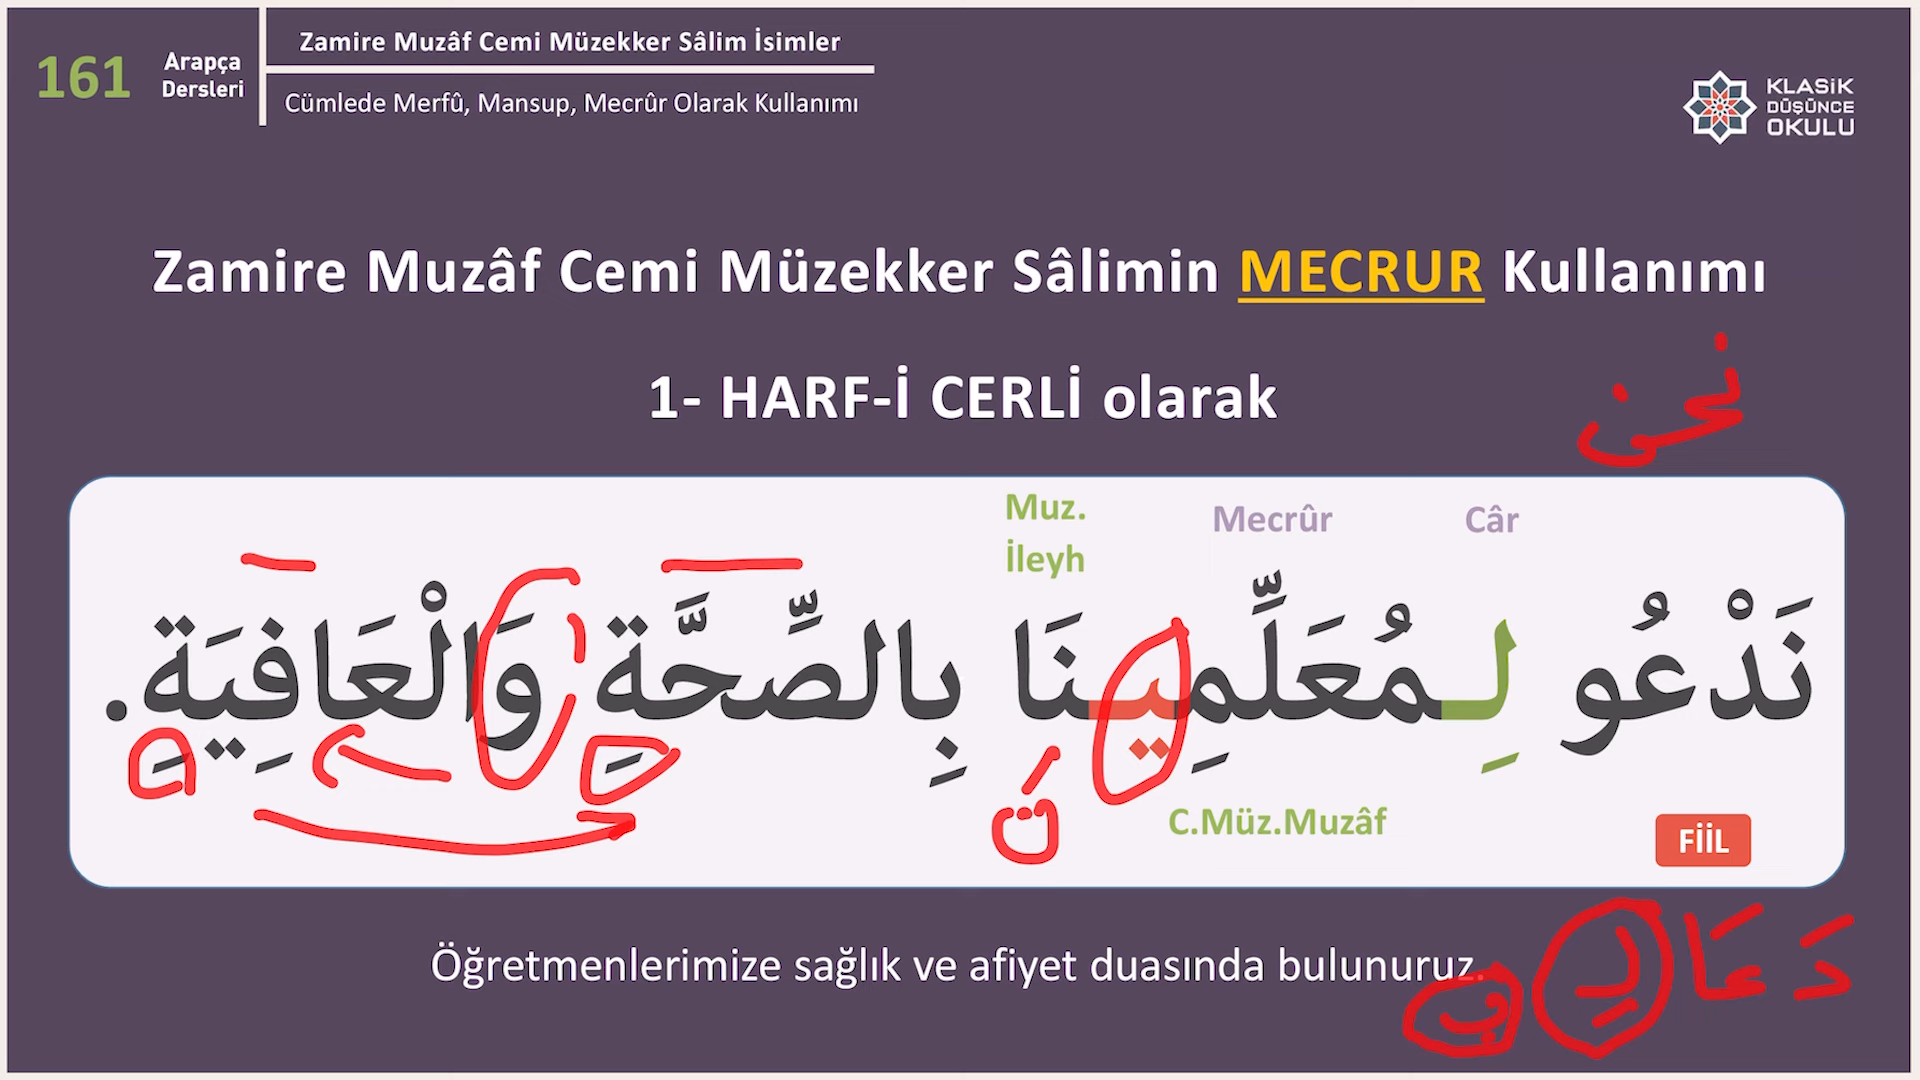 161
Arapça
Dersleri
Zamire Muzâf Cemi Müzekker Sâlim İsimler
Cümlede Merfû, Mansup, Mecrûr Olarak Kullanımı
KLASiK
DÜŞÜNCE
OKULU
Zamire Muzâf Cemi Müzekker Sâlimin MECRUR Kullanımı
1- HARF-İ CERLİ olarak
نحن
Câr
Mecrûr
Muz.
İleyh
نَدْعُو لِـمُعَلِّمِيـنَا بِالصِّحَّةِ وَالْعَافِيَةِ.
نَ
C.Müz.Muzâf
FİİL
Öğretmenlerimize sağlık ve afiyet duasında bulunuruz.
دَعَا لِـ بِ